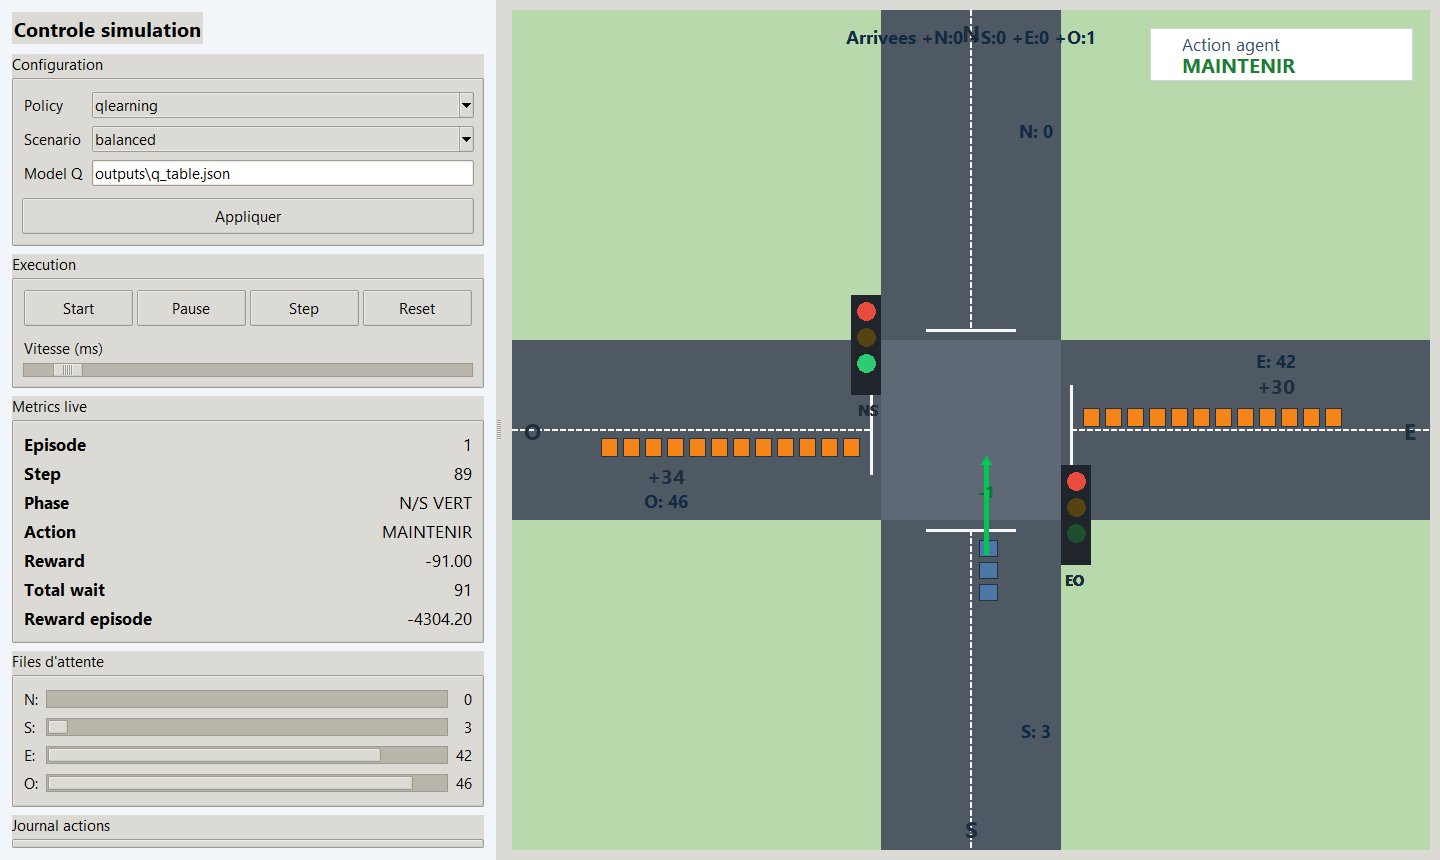 Controle simulation
Configuration
Policy qlearning
Scenario balanced
Model Q outputs\q_table.json
Appliquer
Execution
Start Pause Step Reset
Vitesse (ms)
Metrics live
Episode 1
Step 89
Phase N/S VERT
Action MAINTENIR
Reward -91.00
Total wait 91
Reward episode -4304.20
Files d'attente
N: 0
S: 3
E: 42
O: 46
Journal actions
Arrivees +N:0 +S:0 +E:0 +O:1
N
Action agent
MAINTENIR
N: 0
E: 42
+30
NS
O
E
+34
O: 46
-1
EO
S: 3
S